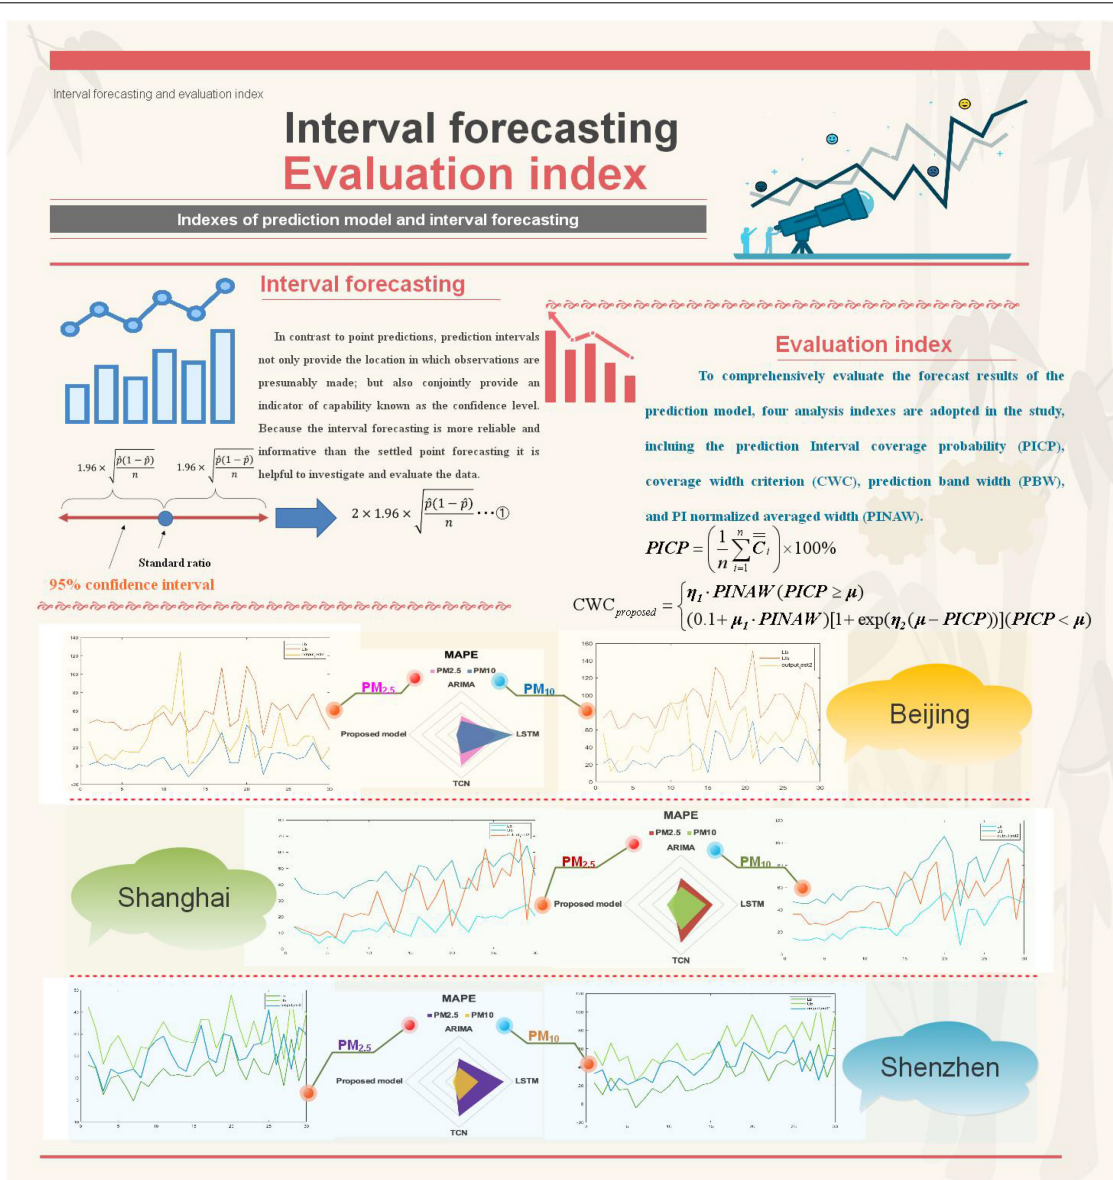 Interval forecasting and evaluation index
Interval forecasting
Evaluation index
Indexes of prediction model and interval forecasting
Interval forecasting
In contrast to point predictions, prediction intervals
not only provide the location in which observations are
presumably made; but also conjointly provide an
indicator of capability known as the confidence level.
Because the interval forecasting is more reliable and
informative than the settled point forecasting it is
helpful to investigate and evaluate the data.
1.96 × √(p̂(1−p̂)/n) 1.96 × √(p̂(1−p̂)/n)
2 × 1.96 × √(p̂(1−p̂)/n) ⋯①
Standard ratio
95% confidence interval
Evaluation index
To comprehensively evaluate the forecast results of the
prediction model, four analysis indexes are adopted in the study,
incluing the prediction Interval coverage probability (PICP),
coverage width criterion (CWC), prediction band width (PBW),
and PI normalized averaged width (PINAW).
PICP = (1/n ∑ i=1 n C̿ i) × 100%
CWC proposed = { η1 · PINAW (PICP ≥ μ)
(0.1 + μ1 · PINAW)[1 + exp(η2(μ − PICP))](PICP < μ)
MAPE
PM2.5 PM10
ARIMA
PM2.5
PM10
Proposed model
LSTM
TCN
Beijing
Shanghai
MAPE
PM2.5 PM10
ARIMA
PM2.5
PM10
Proposed model
LSTM
TCN
MAPE
PM2.5 PM10
ARIMA
PM2.5
PM10
Proposed model
LSTM
TCN
Shenzhen